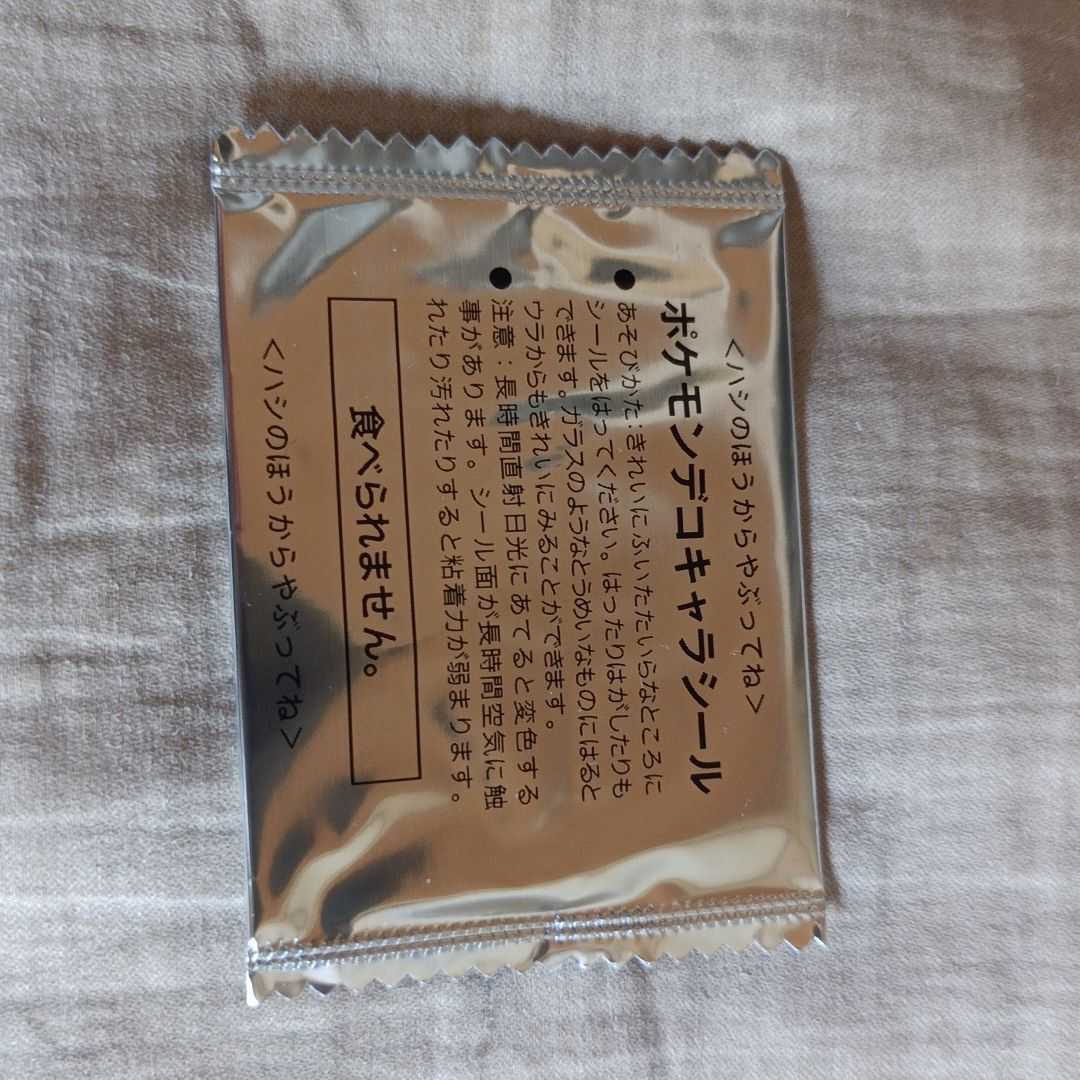 <ハシのほうからやぶってね>
ポケモンデコキャラシール
● あそびかた:きれいにふいたたいらなところに
シールをはってください。はったりはがしたりも
できます。ガラスのようなとうめいなものにはると
ウラからもきれいにみることができます。
● 注意:長時間直射日光にあてると変色する
事があります。シール面が長時間空気に触
れたり汚れたりすると粘着力が弱まります。
食べられません。
<ハシのほうからやぶってね>